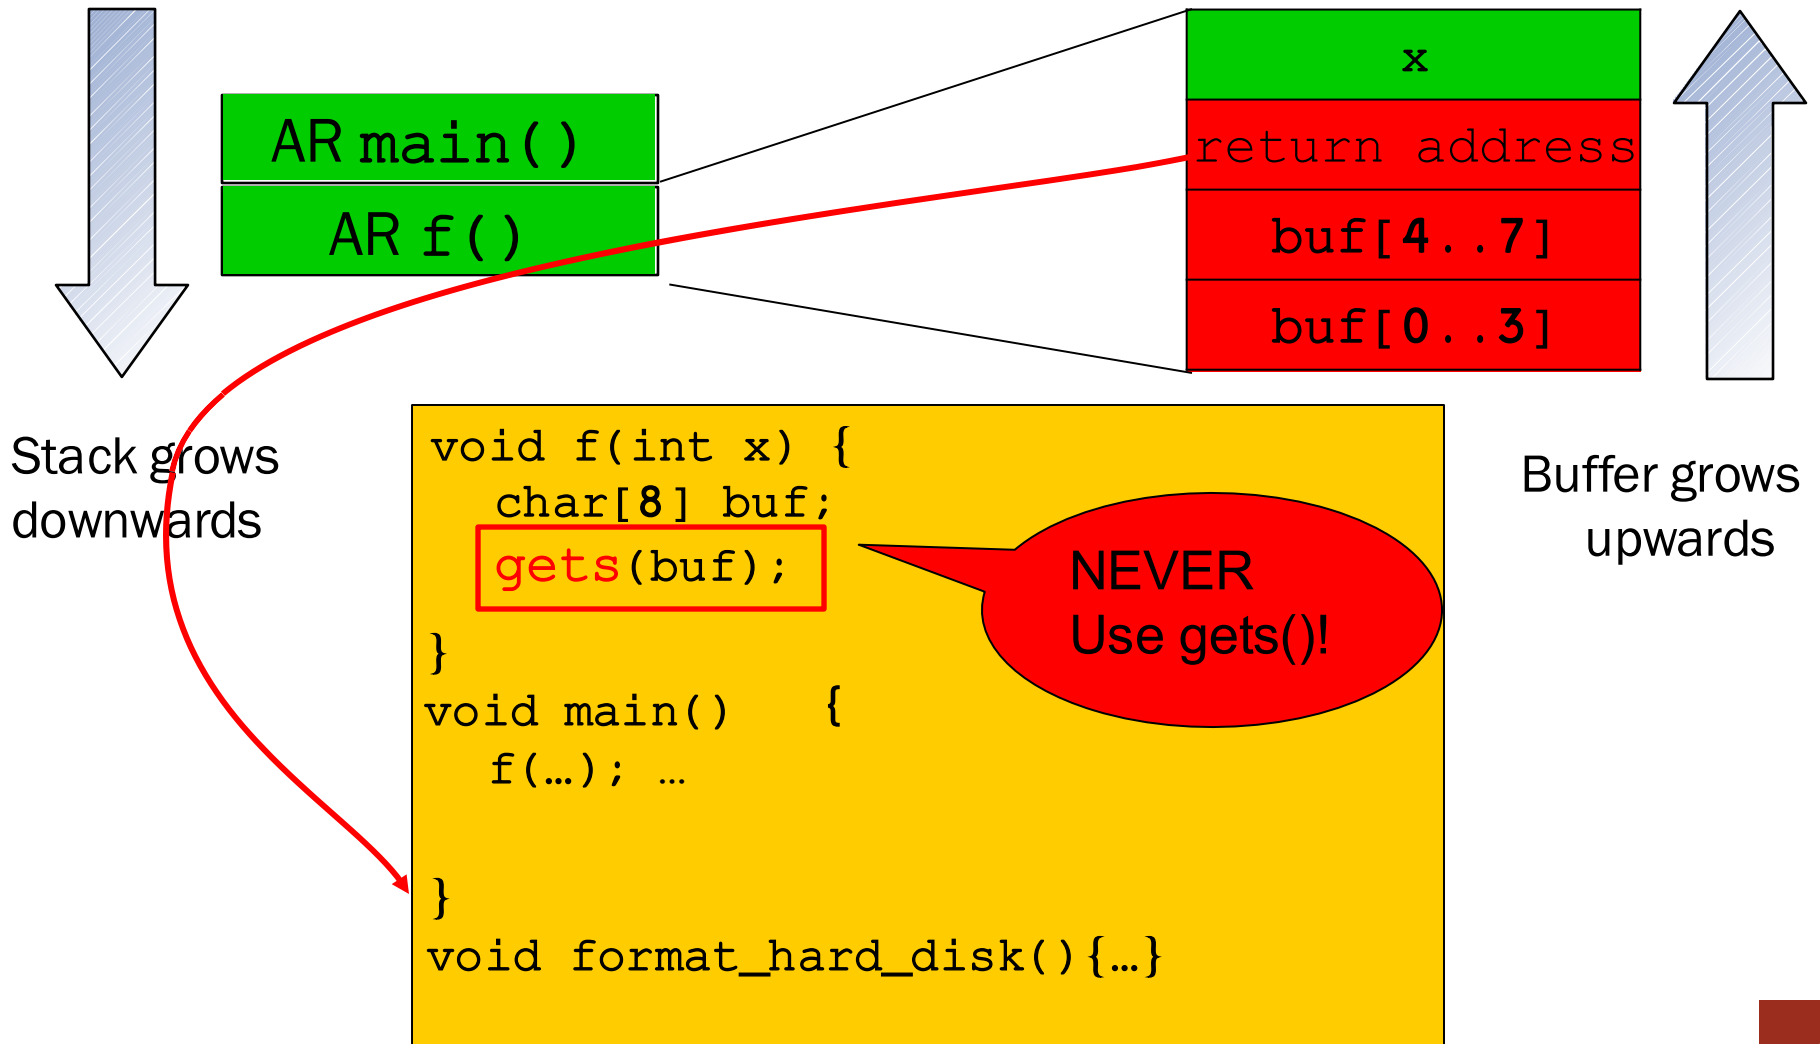 AR main()
AR f()
x
return address
buf[4..7]
buf[0..3]
Stack grows
downwards
Buffer grows
upwards
void f(int x) {
char[8] buf;
gets(buf);
}
void main() {
f(…); …
}
void format_hard_disk(){…}
NEVER
Use gets()!